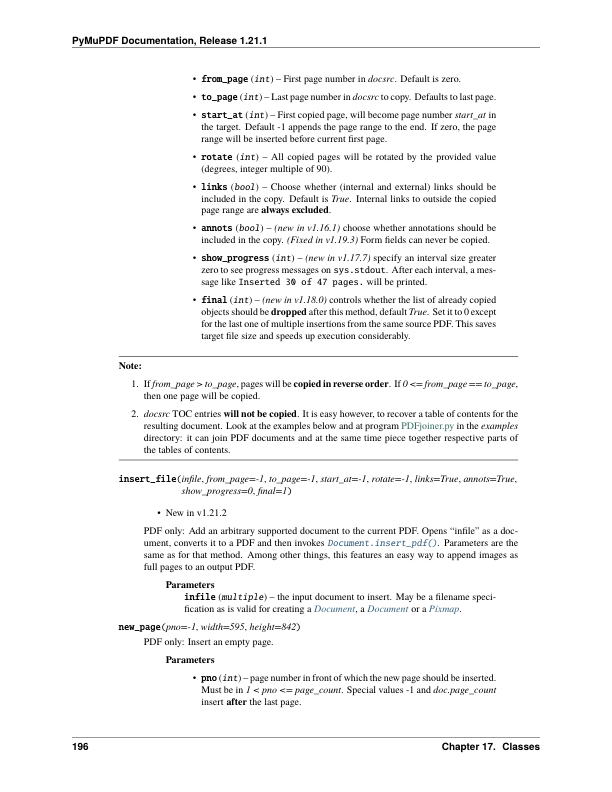 PyMuPDF Documentation, Release 1.21.1
• from_page (int) – First page number in docsrc. Default is zero.
• to_page (int) – Last page number in docsrc to copy. Defaults to last page.
• start_at (int) – First copied page, will become page number start_at in
the target. Default -1 appends the page range to the end. If zero, the page
range will be inserted before current first page.
• rotate (int) – All copied pages will be rotated by the provided value
(degrees, integer multiple of 90).
• links (bool) – Choose whether (internal and external) links should be
included in the copy. Default is True. Internal links to outside the copied
page range are always excluded.
• annots (bool) – (new in v1.16.1) choose whether annotations should be
included in the copy. (Fixed in v1.19.3) Form fields can never be copied.
• show_progress (int) – (new in v1.17.7) specify an interval size greater
zero to see progress messages on sys.stdout. After each interval, a mes-
sage like Inserted 30 of 47 pages. will be printed.
• final (int) – (new in v1.18.0) controls whether the list of already copied
objects should be dropped after this method, default True. Set it to 0 except
for the last one of multiple insertions from the same source PDF. This saves
target file size and speeds up execution considerably.
Note:
1. If from_page > to_page, pages will be copied in reverse order. If 0 <= from_page == to_page,
then one page will be copied.
2. docsrc TOC entries will not be copied. It is easy however, to recover a table of contents for the
resulting document. Look at the examples below and at program PDFjoiner.py in the examples
directory: it can join PDF documents and at the same time piece together respective parts of
the tables of contents.
insert_file(infile, from_page=-1, to_page=-1, start_at=-1, rotate=-1, links=True, annots=True,
show_progress=0, final=1)
• New in v1.21.2
PDF only: Add an arbitrary supported document to the current PDF. Opens “infile” as a doc-
ument, converts it to a PDF and then invokes Document.insert_pdf(). Parameters are the
same as for that method. Among other things, this features an easy way to append images as
full pages to an output PDF.
Parameters
infile (multiple) – the input document to insert. May be a filename speci-
fication as is valid for creating a Document, a Document or a Pixmap.
new_page(pno=-1, width=595, height=842)
PDF only: Insert an empty page.
Parameters
• pno (int) – page number in front of which the new page should be inserted.
Must be in 1 < pno <= page_count. Special values -1 and doc.page_count
insert after the last page.
196
Chapter 17. Classes